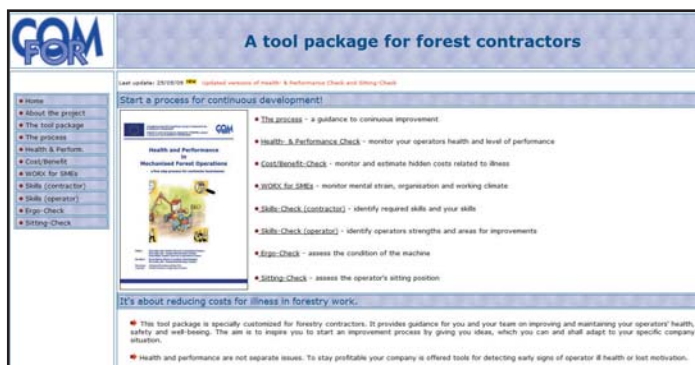 COMFOR
A tool package for forest contractors
Last update: 25/05/06 NEW Updated versions of Health- & Performance Check and Sitting-Check
Home
About the project
The tool package
The process
Health & Perform.
Cost/Benefit
WORX for SMEs
Skills (contractor)
Skills (operator)
Ergo-Check
Sitting-Check
Start a process for continuous development!
COMFOR
Health and Performance
in
Mechanised Forest Operations
The process - a guidance to coninuous improvement
Health- & Performance Check - monitor your operators health and level of performance
Cost/Benefit-Check - monitor and estimate hidden costs related to illness
WORX for SMEs - monitor mental strain, organisation and working climate
Skills-Check (contractor) - identify required skills and your skills
Skills-Check (operator) - identify operators strengths and areas for improvements
Ergo-Check - assess the condition of the machine
Sitting-Check - assess the operator's sitting position
It's about reducing costs for illness in forestry work.
This tool package is specially customized for forestry contractors. It provides guidance for you and your team on improving and maintaining your operators' health,
safety and well-beeing. The aim is to inspire you to start an improvement process by giving you ideas, which you can and shall adapt to your specific company
situation.
Health and performance are not separate issues. To stay profitable your company is offered tools for detecting early signs of operator ill health or lost motivation.